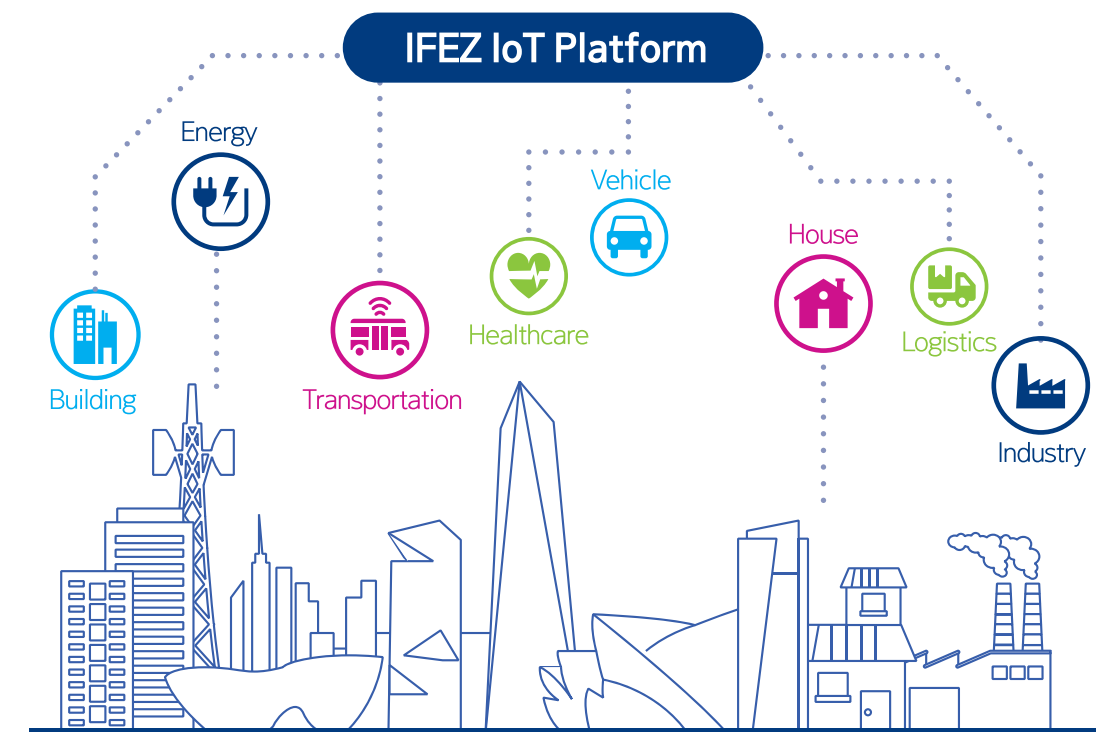 IFEZ IoT Platform
Energy
Vehicle
House
Healthcare
Logistics
Building
Transportation
Industry